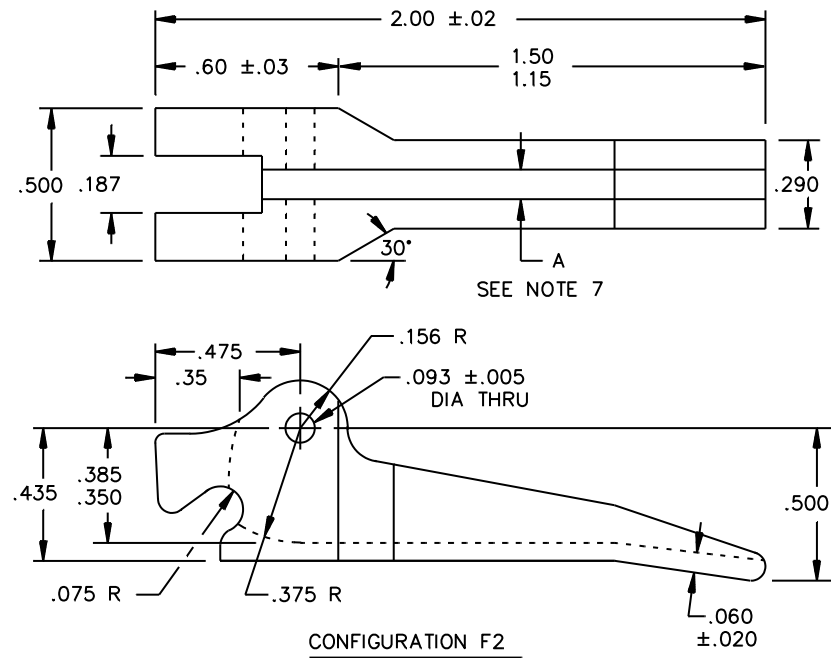 2.00 ±.02
.60 ±.03
1.50
1.15
.500
.187
.290
30°
A
SEE NOTE 7
.156 R
.475
.35
.093 ±.005
DIA THRU
.385
.350
.435
.500
.075 R
.375 R
.060
±.020
CONFIGURATION F2